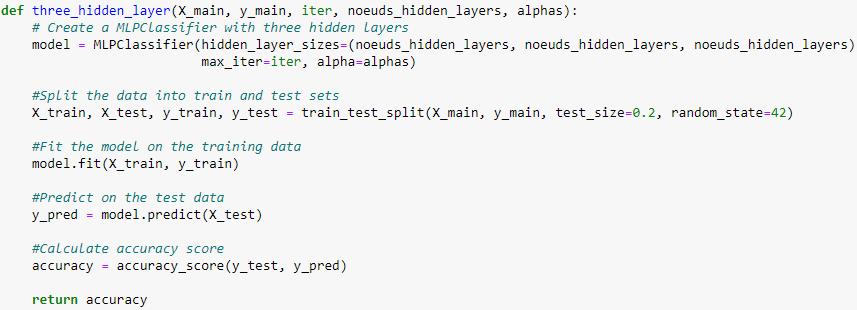 def three_hidden_layer(X_main, y_main, iter, noeuds_hidden_layers, alphas):
    # Create a MLPClassifier with three hidden layers
    model = MLPClassifier(hidden_layer_sizes=(noeuds_hidden_layers, noeuds_hidden_layers, noeuds_hidden_layers)
                          max_iter=iter, alpha=alphas)
    #Split the data into train and test sets
    X_train, X_test, y_train, y_test = train_test_split(X_main, y_main, test_size=0.2, random_state=42)
    #Fit the model on the training data
    model.fit(X_train, y_train)
    #Predict on the test data
    y_pred = model.predict(X_test)
    #Calculate accuracy score
    accuracy = accuracy_score(y_test, y_pred)
    return accuracy